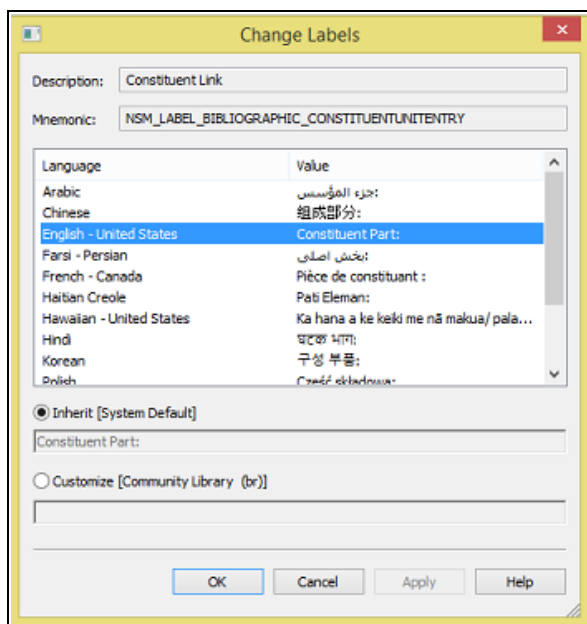 Change Labels
Description: Constituent Link
Mnemonic: NSM_LABEL_BIBLIOGRAPHIC_CONSTITUENTUNITENTRY
Language Value
Arabic جزء المؤسس:
Chinese 组成部分:
English - United States Constituent Part:
Farsi - Persian بخش اصلی:
French - Canada Pièce de constituant :
Haitian Creole Pati Eleman:
Hawaiian - United States Ka hana a ke keiki me nā makua/ pala...
Hindi घटक भाग:
Korean 구성 부품:
Polish Część składowa:
Inherit [System Default]
Constituent Part:
Customize [Community Library (br)]
OK Cancel Apply Help